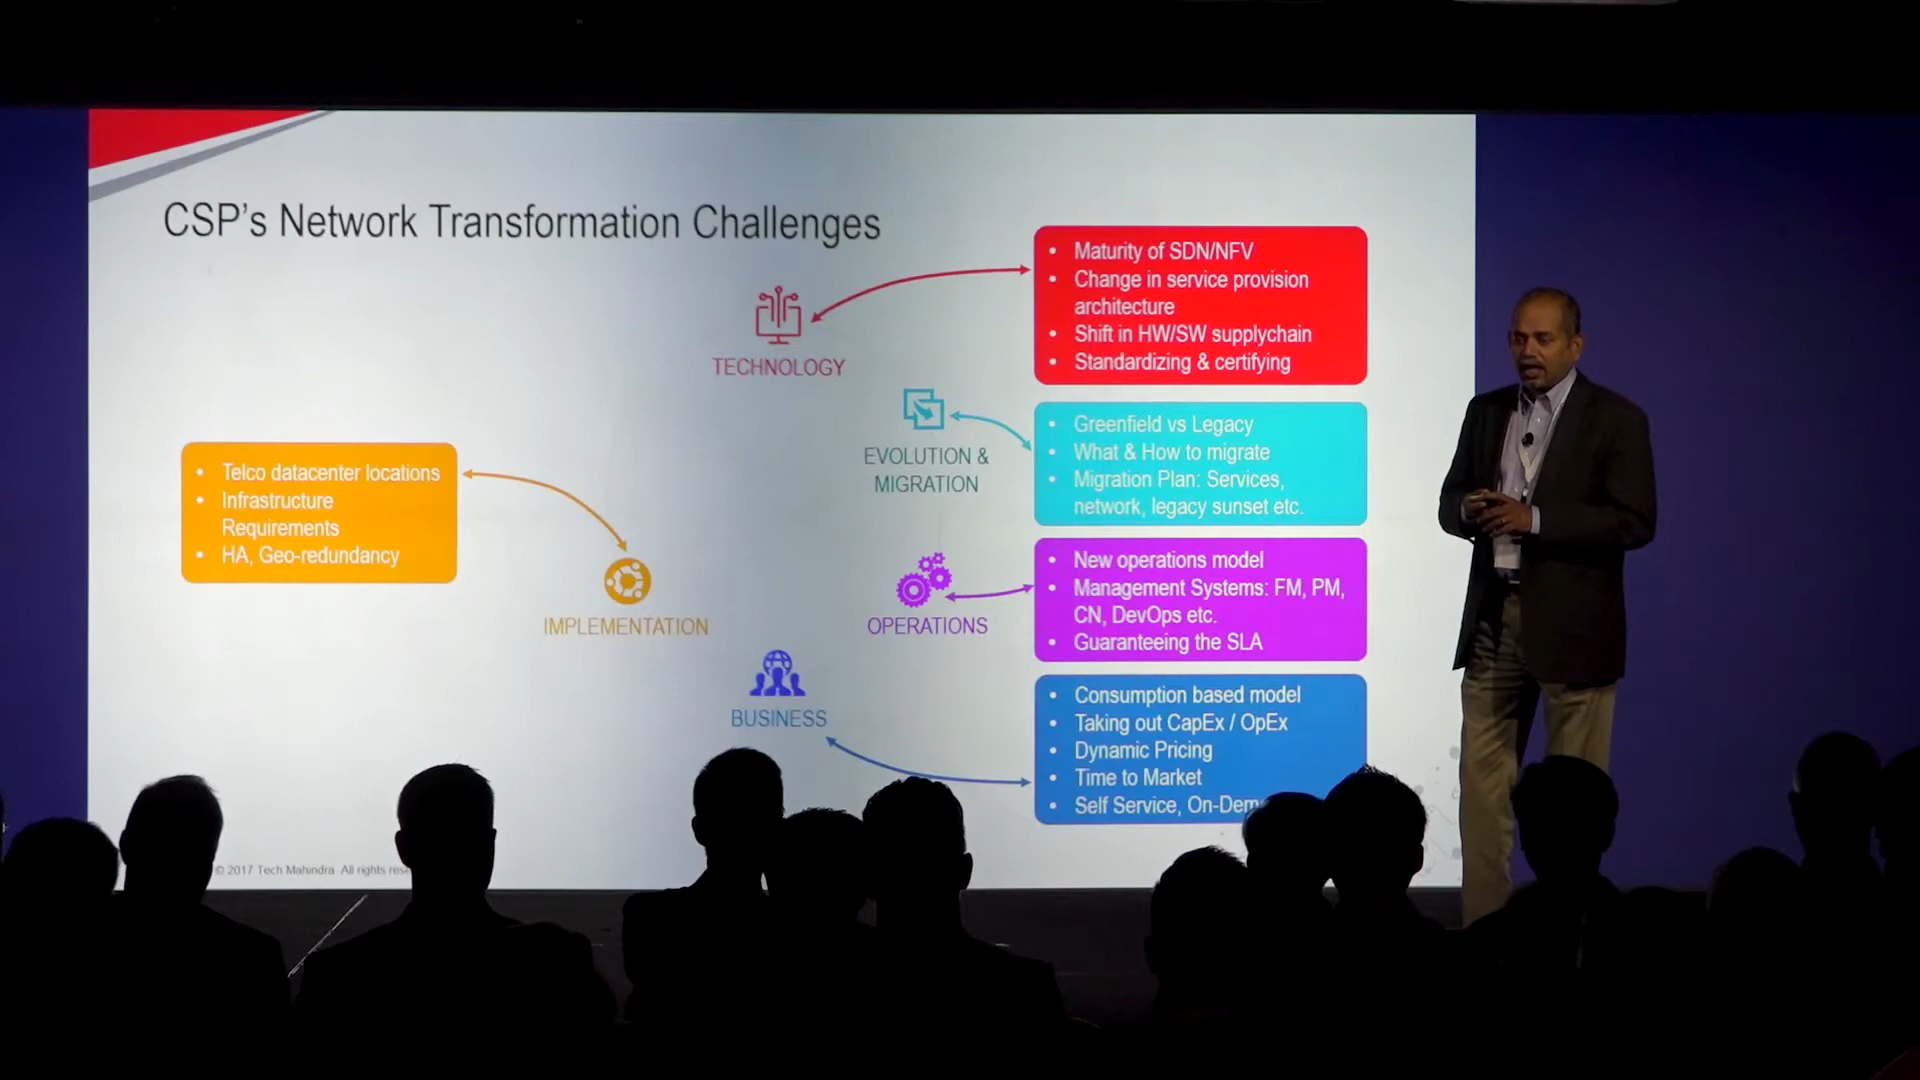 CSP's Network Transformation Challenges
TECHNOLOGY
• Maturity of SDN/NFV
• Change in service provision
architecture
• Shift in HW/SW supplychain
• Standardizing & certifying
EVOLUTION &
MIGRATION
• Greenfield vs Legacy
• What & How to migrate
• Migration Plan: Services,
network, legacy sunset etc.
• Telco datacenter locations
• Infrastructure
Requirements
• HA, Geo-redundancy
IMPLEMENTATION
OPERATIONS
• New operations model
• Management Systems: FM, PM,
CN, DevOps etc.
• Guaranteeing the SLA
BUSINESS
• Consumption based model
• Taking out CapEx / OpEx
• Dynamic Pricing
• Time to Market
• Self Service,
© 2017 Tech Mahindra. All rights